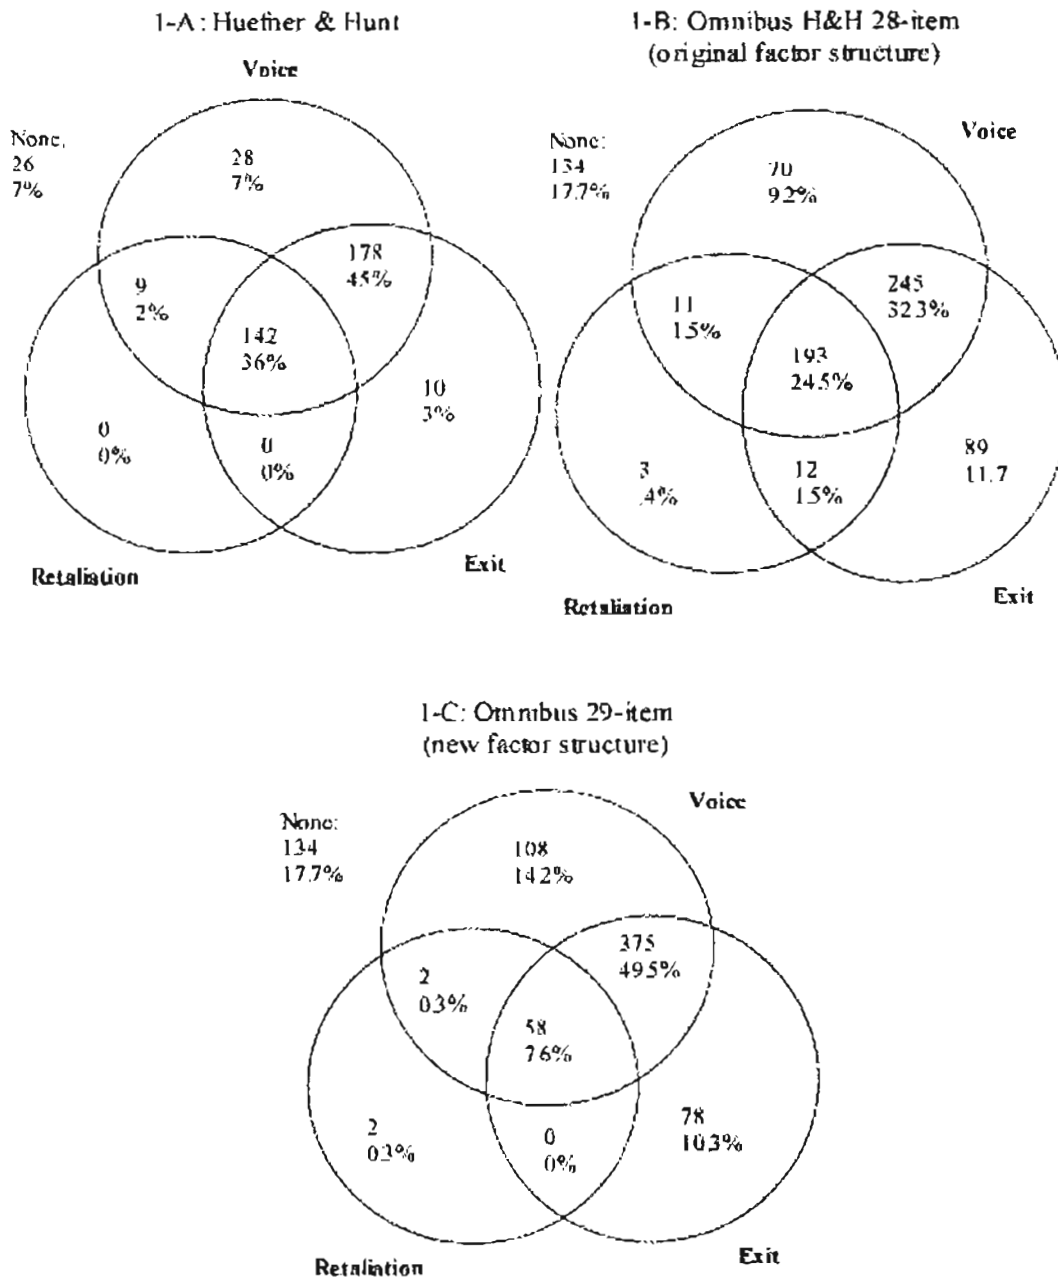 1-A: Huefner & Hunt
Voice
None:
26
7%
28
7%
178
45%
9
2%
142
36%
10
3%
0
0%
0
0%
Retaliation
Exit
1-B: Omnibus H&H 28-item
(original factor structure)
Voice
None:
134
17.7%
70
9.2%
245
32.3%
11
1.5%
193
24.5%
89
11.7
3
.4%
12
1.5%
Retaliation
Exit
1-C: Omnibus 29-item
(new factor structure)
Voice
None:
134
17.7%
108
14.2%
375
49.5%
2
0.3%
58
7.6%
78
10.3%
2
0.3%
0
0%
Retaliation
Exit